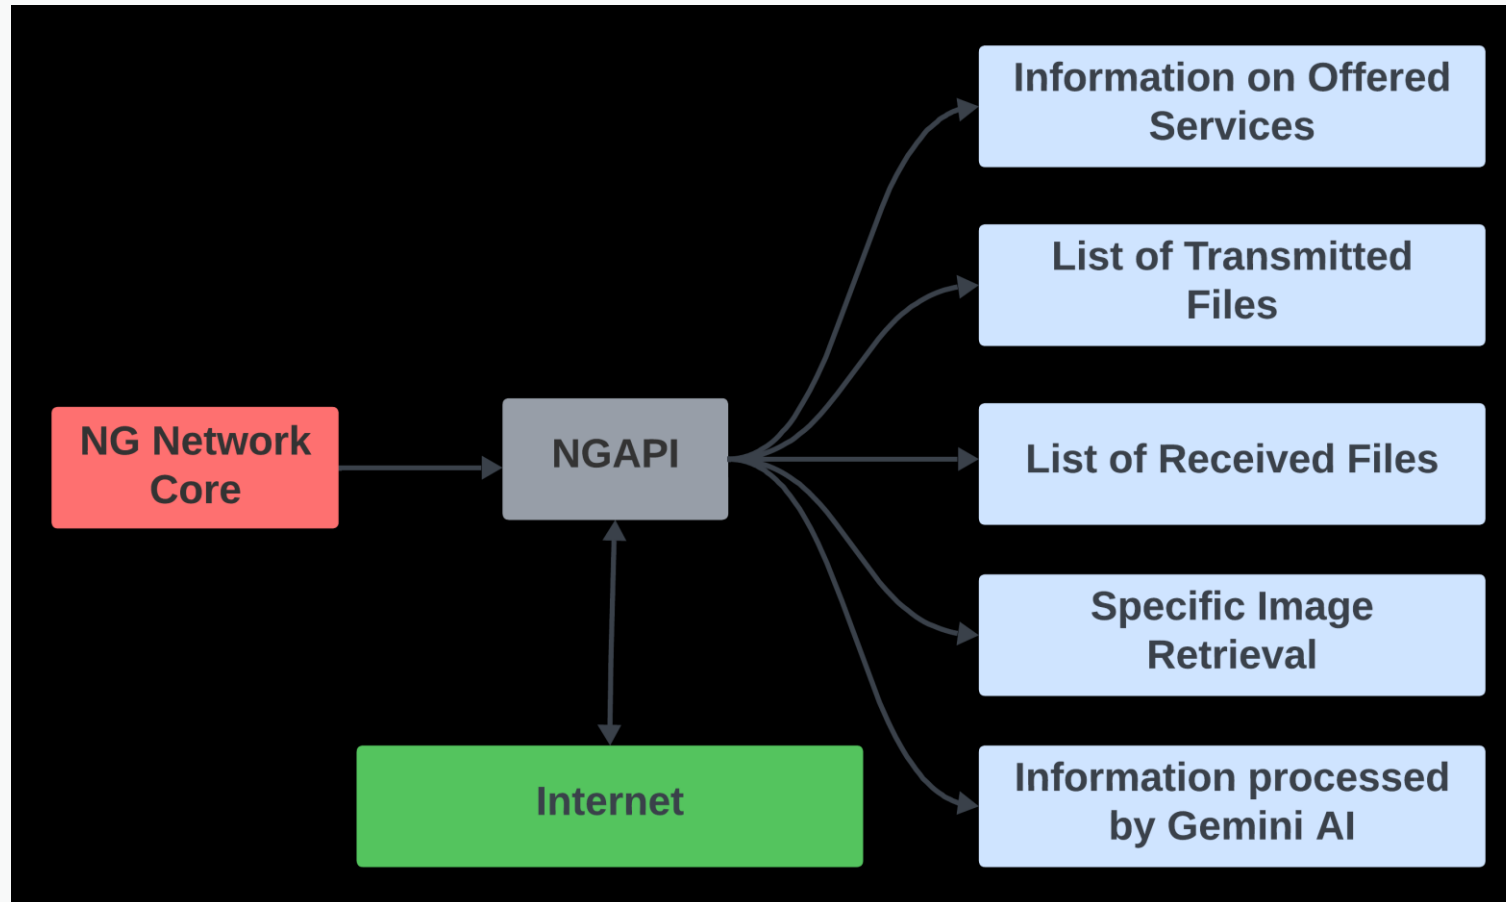 Information on Offered
Services
List of Transmitted
Files
NG Network
Core
NGAPI
List of Received Files
Specific Image
Retrieval
Internet
Information processed
by Gemini AI